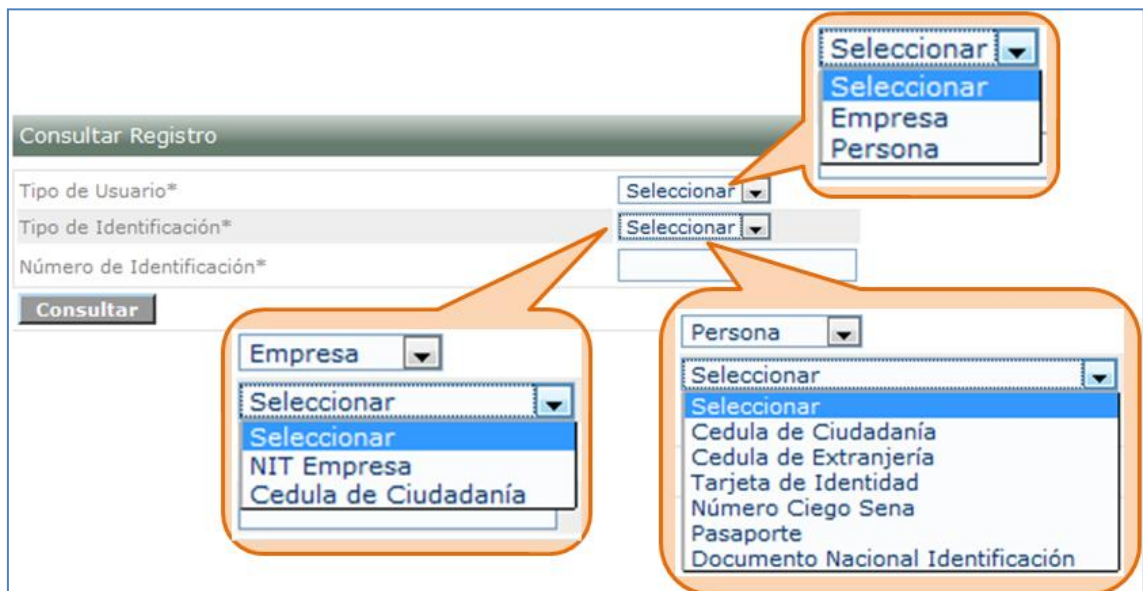 Seleccionar
Seleccionar
Empresa
Persona
Consultar Registro
Tipo de Usuario*
Seleccionar
Tipo de Identificación*
Seleccionar
Número de Identificación*
Consultar
Empresa
Seleccionar
Seleccionar
NIT Empresa
Cedula de Ciudadanía
Persona
Seleccionar
Seleccionar
Cedula de Ciudadanía
Cedula de Extranjería
Tarjeta de Identidad
Número Ciego Sena
Pasaporte
Documento Nacional Identificación